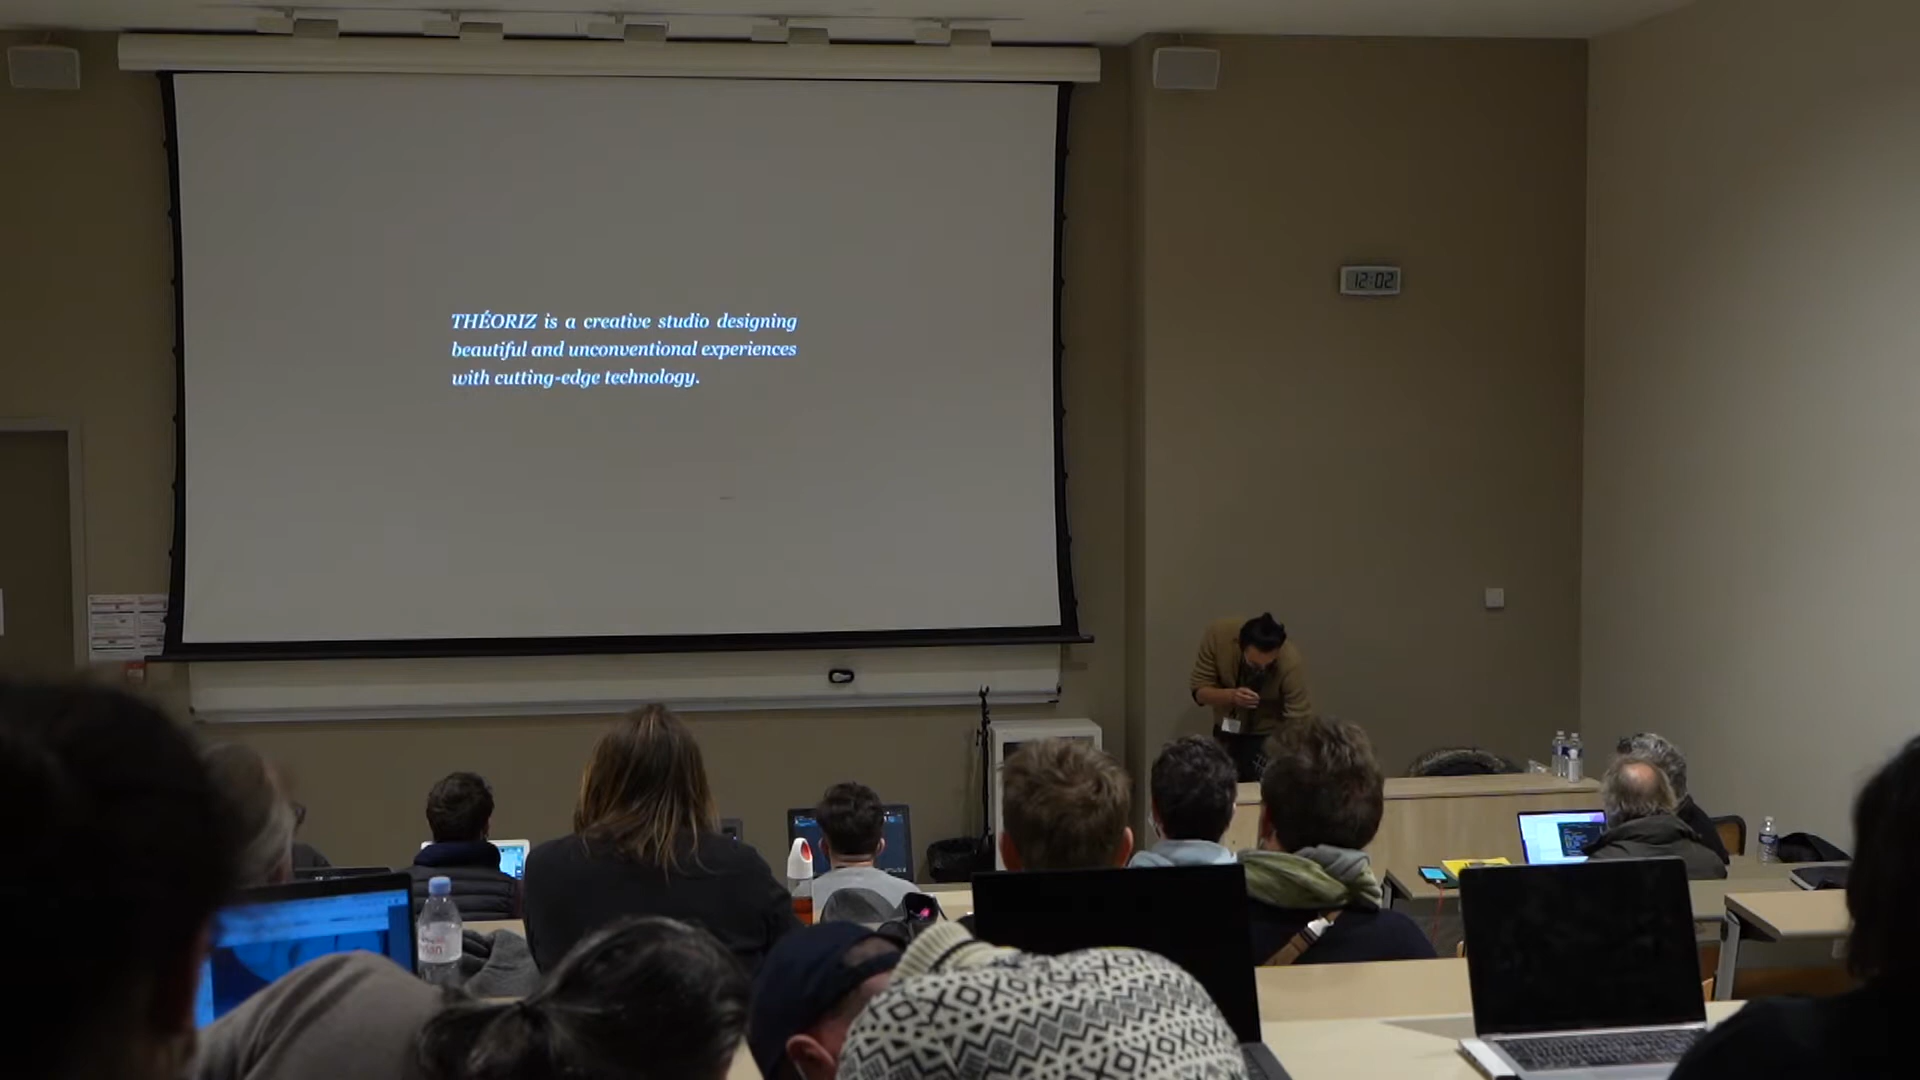 THÉORIZ is a creative studio designing
beautiful and unconventional experiences
with cutting-edge technology.
12:02